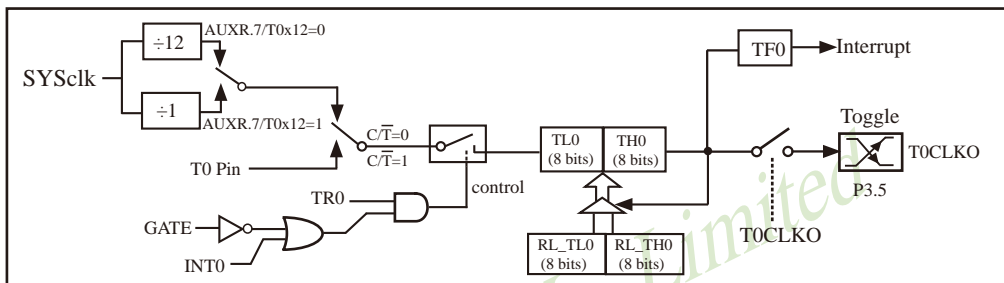 AUXR.7/T0x12=0
÷12
SYSclk
÷1
AUXR.7/T0x12=1
T0 Pin
C/T̅=0
C/T̅=1
control
TR0
GATE
INT0
TL0
(8 bits)
TH0
(8 bits)
RL_TL0
(8 bits)
RL_TH0
(8 bits)
TF0
Interrupt
Toggle
T0CLKO
P3.5
T0CLKO
Limited